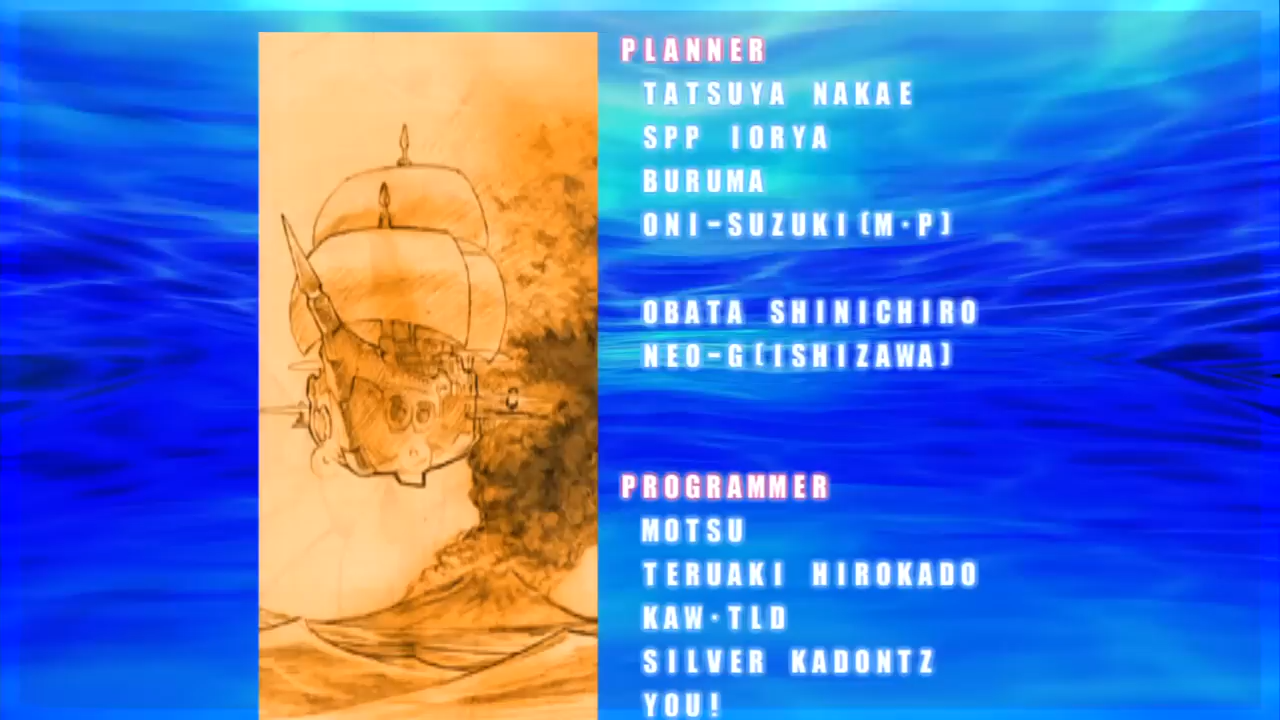 PLANNER
TATSUYA NAKAE
SPP IORYA
BURUMA
ONI-SUZUKI(M·P)
OBATA SHINICHIRO
NEO-G(ISHIZAWA)
PROGRAMMER
MOTSU
TERUAKI HIROKADO
KAW·TLD
SILVER KADONTZ
YOU!